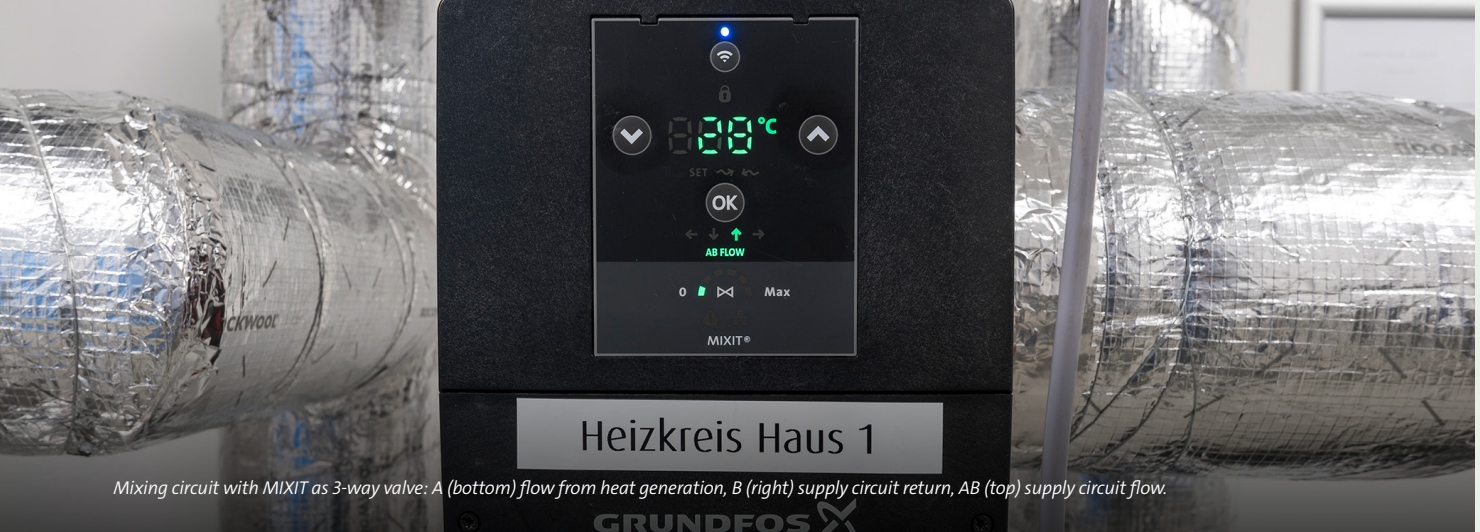 28 °C
SET
OK
AB FLOW
0 Max
MIXIT®
Heizkreis Haus 1
Mixing circuit with MIXIT as 3-way valve: A (bottom) flow from heat generation, B (right) supply circuit return, AB (top) supply circuit flow.
GRUNDFOS